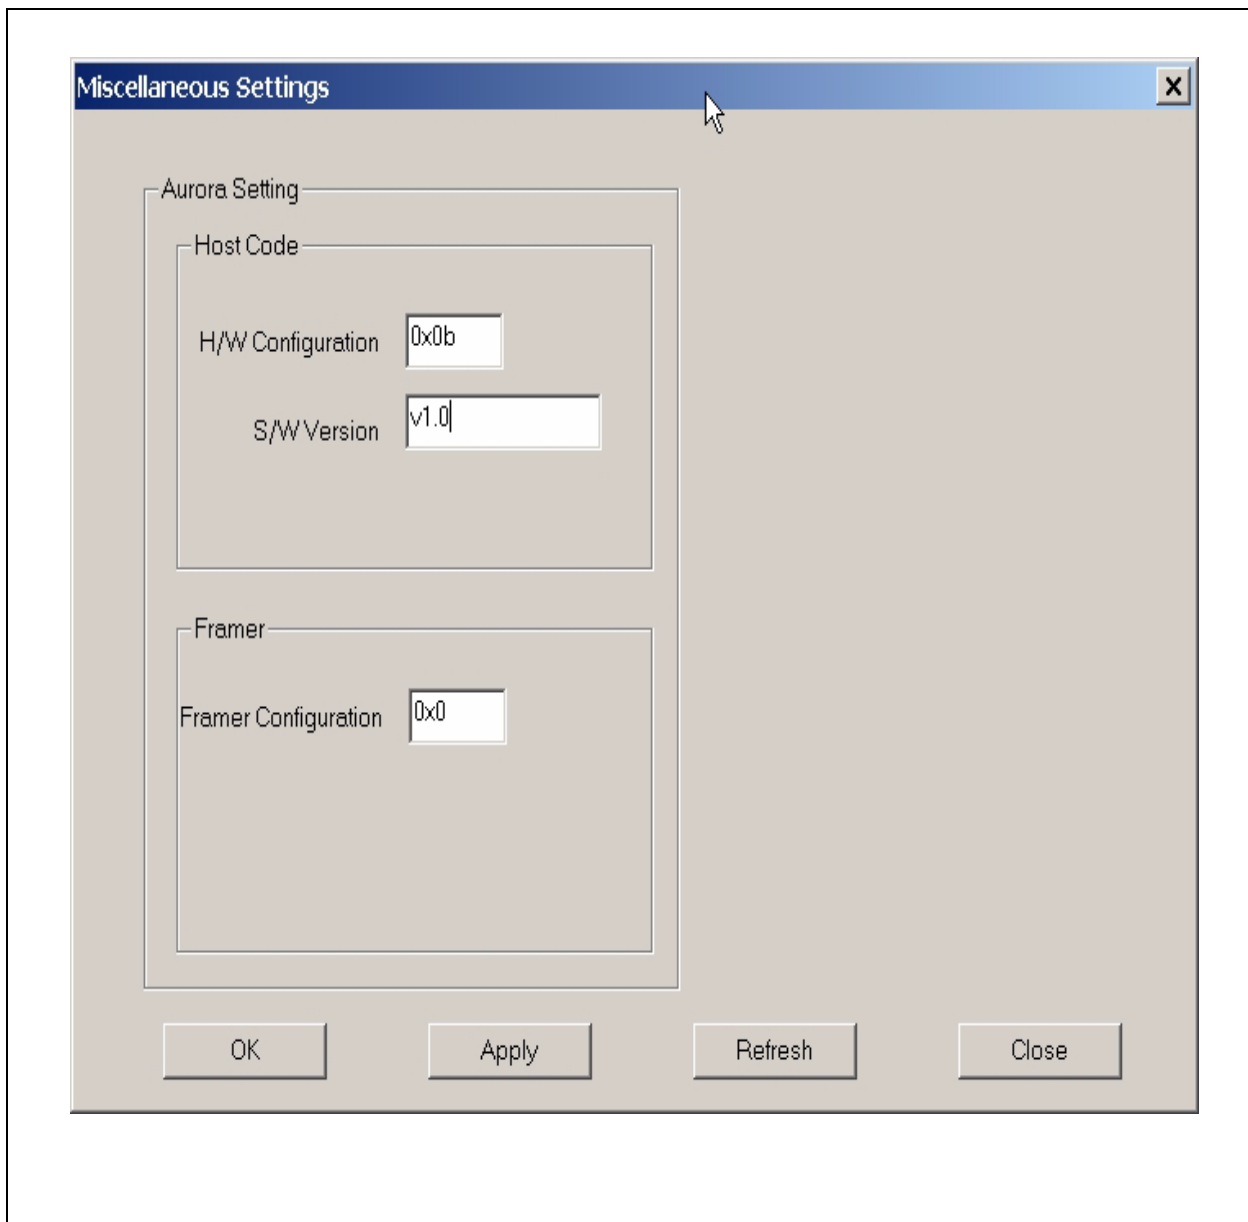 Miscellaneous Settings
Aurora Setting
Host Code
H/W Configuration 0x0b
S/W Version v1.0
Framer
Framer Configuration 0x0
OK Apply Refresh Close